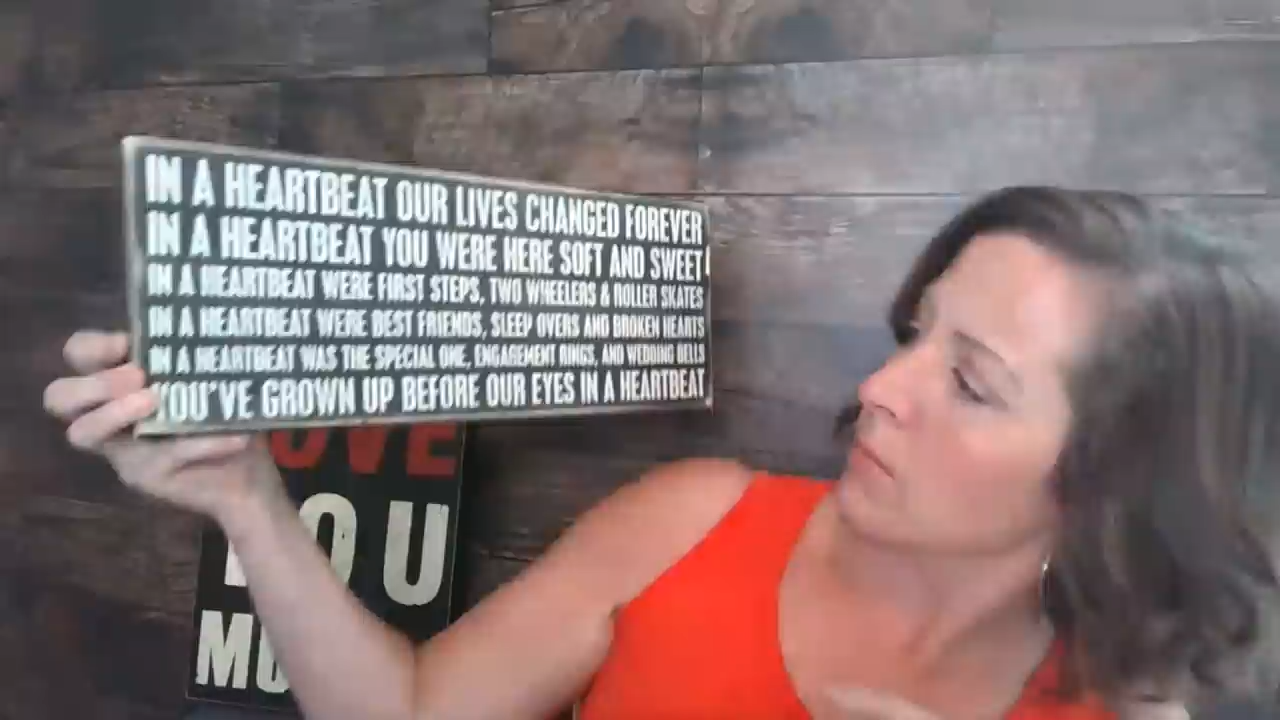 IN A HEARTBEAT OUR LIVES CHANGED FOREVER
IN A HEARTBEAT YOU WERE HERE SOFT AND SWEET
IN A HEARTBEAT WERE FIRST STEPS, TWO WHEELERS & ROLLER SKATES
IN A HEARTBEAT WERE BEST FRIENDS, SLEEP OVERS AND BROKEN HEARTS
IN A HEARTBEAT WAS THE SPECIAL ONE, ENGAGEMENT RINGS, AND WEDDING BELLS
YOU'VE GROWN UP BEFORE OUR EYES IN A HEARTBEAT
OVE
YOU
MU